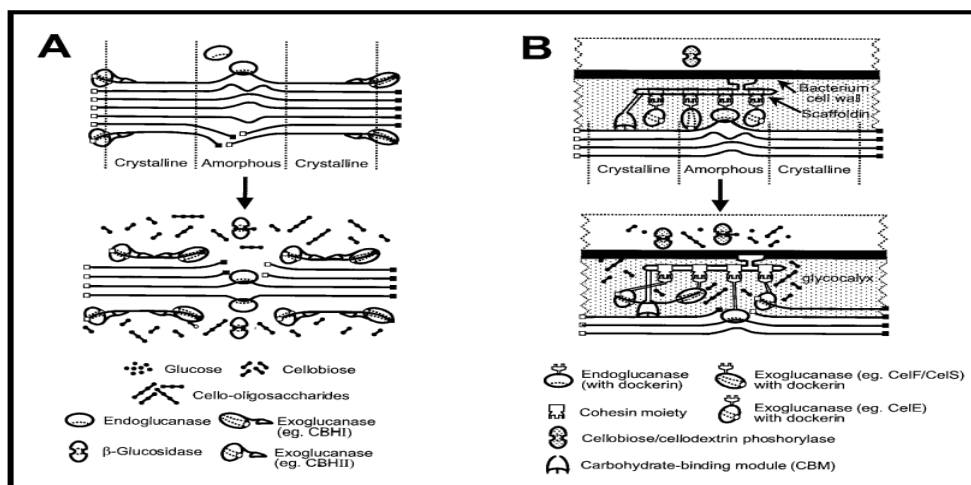 A
Crystalline Amorphous Crystalline
Glucose Cellobiose
Cello-oligosaccharides
Endoglucanase Exoglucanase
(eg. CBHI)
β-Glucosidase Exoglucanase
(eg. CBHII)
B
Bacterium
cell wall
Scaffoldin
Crystalline Amorphous Crystalline
glycocalyx
Endoglucanase
(with dockerin)
Exoglucanase (eg. CelF/CelS)
with dockerin
Cohesin moiety
Exoglucanase (eg. CelE)
with dockerin
Cellobiose/cellodextrin phoshorylase
Carbohydrate-binding module (CBM)